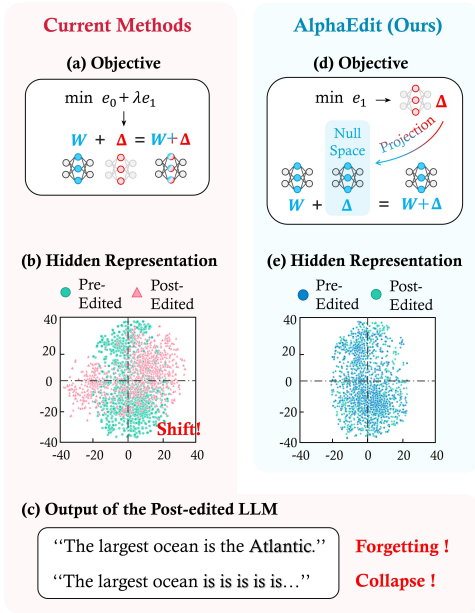 Current Methods
(a) Objective
min e₀ + λe₁
W + Δ = W+Δ
(b) Hidden Representation
Pre-Edited
Post-Edited
40
20
0
-20
-40
Shift!
-40 -20 0 20 40
AlphaEdit (Ours)
(d) Objective
min e₁ → Δ
Null
Space
Projection
W + Δ = W+Δ
(e) Hidden Representation
Pre-Edited
Post-Edited
40
20
0
-20
-40
-40 -20 0 20 40
(c) Output of the Post-edited LLM
“The largest ocean is the Atlantic.” Forgetting !
“The largest ocean is is is is is...” Collapse !